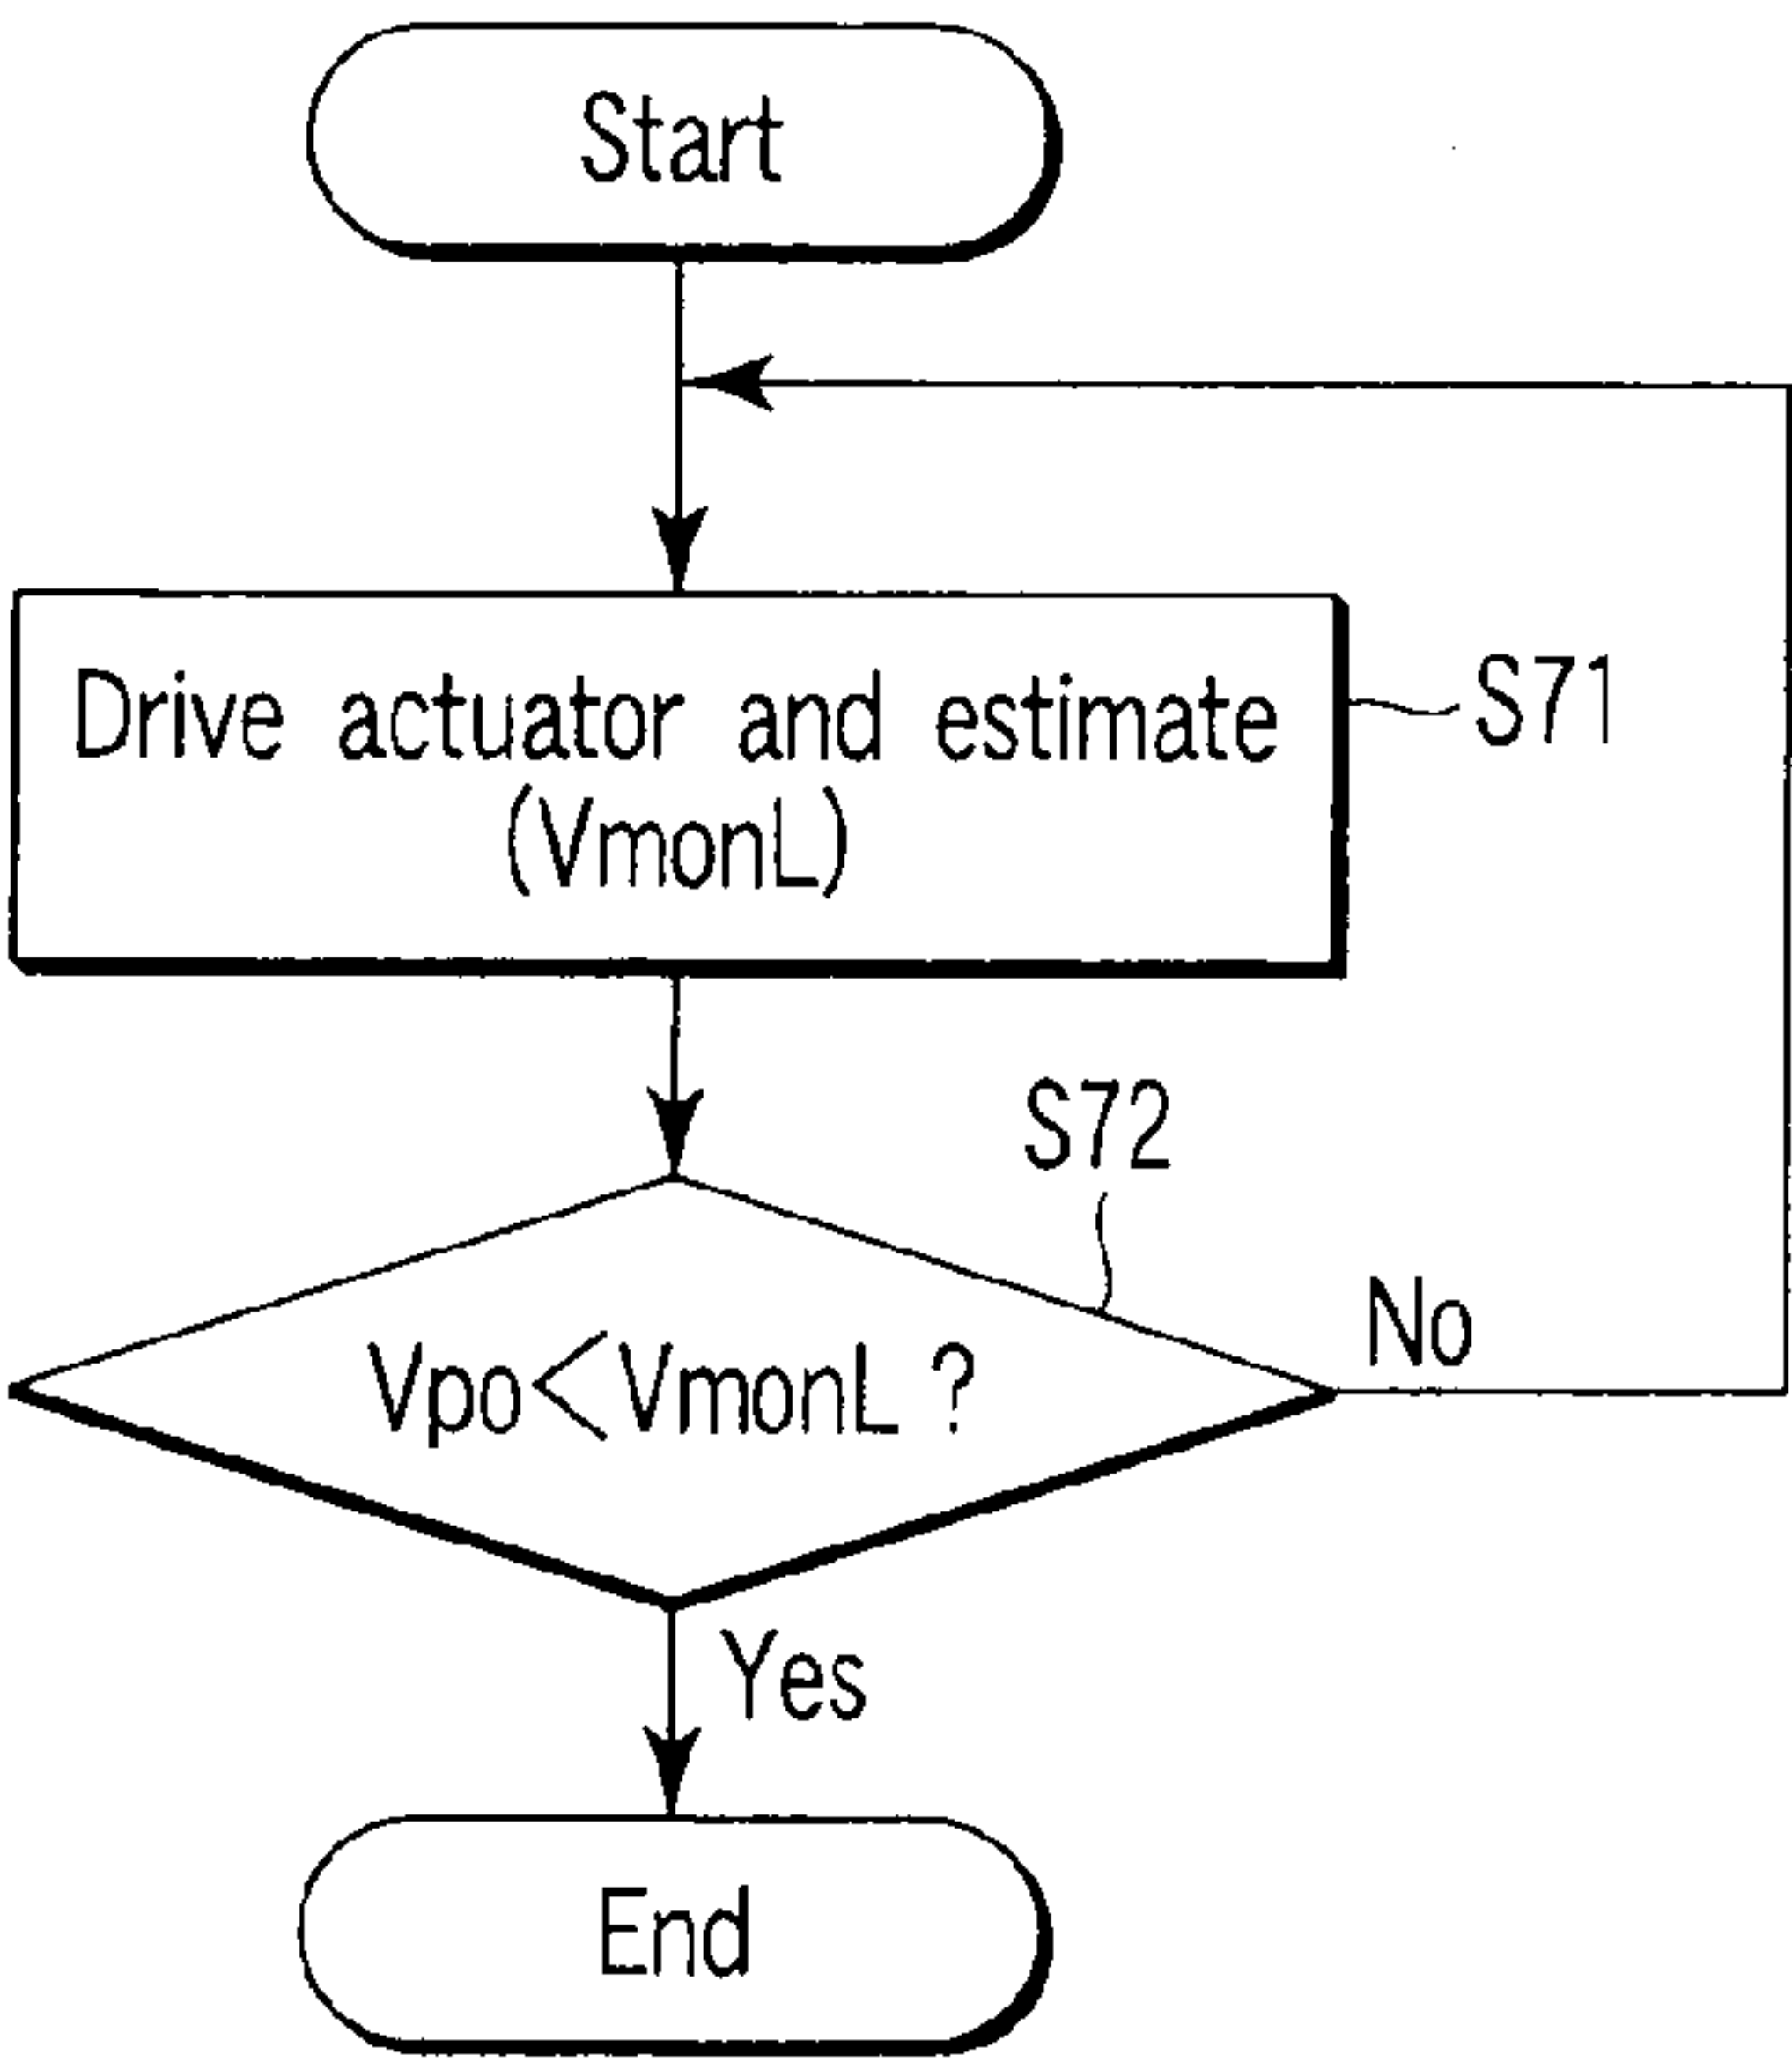 Start
Drive actuator and estimate
(VmonL)
S71
S72
Vpo<VmonL ?
No
Yes
End